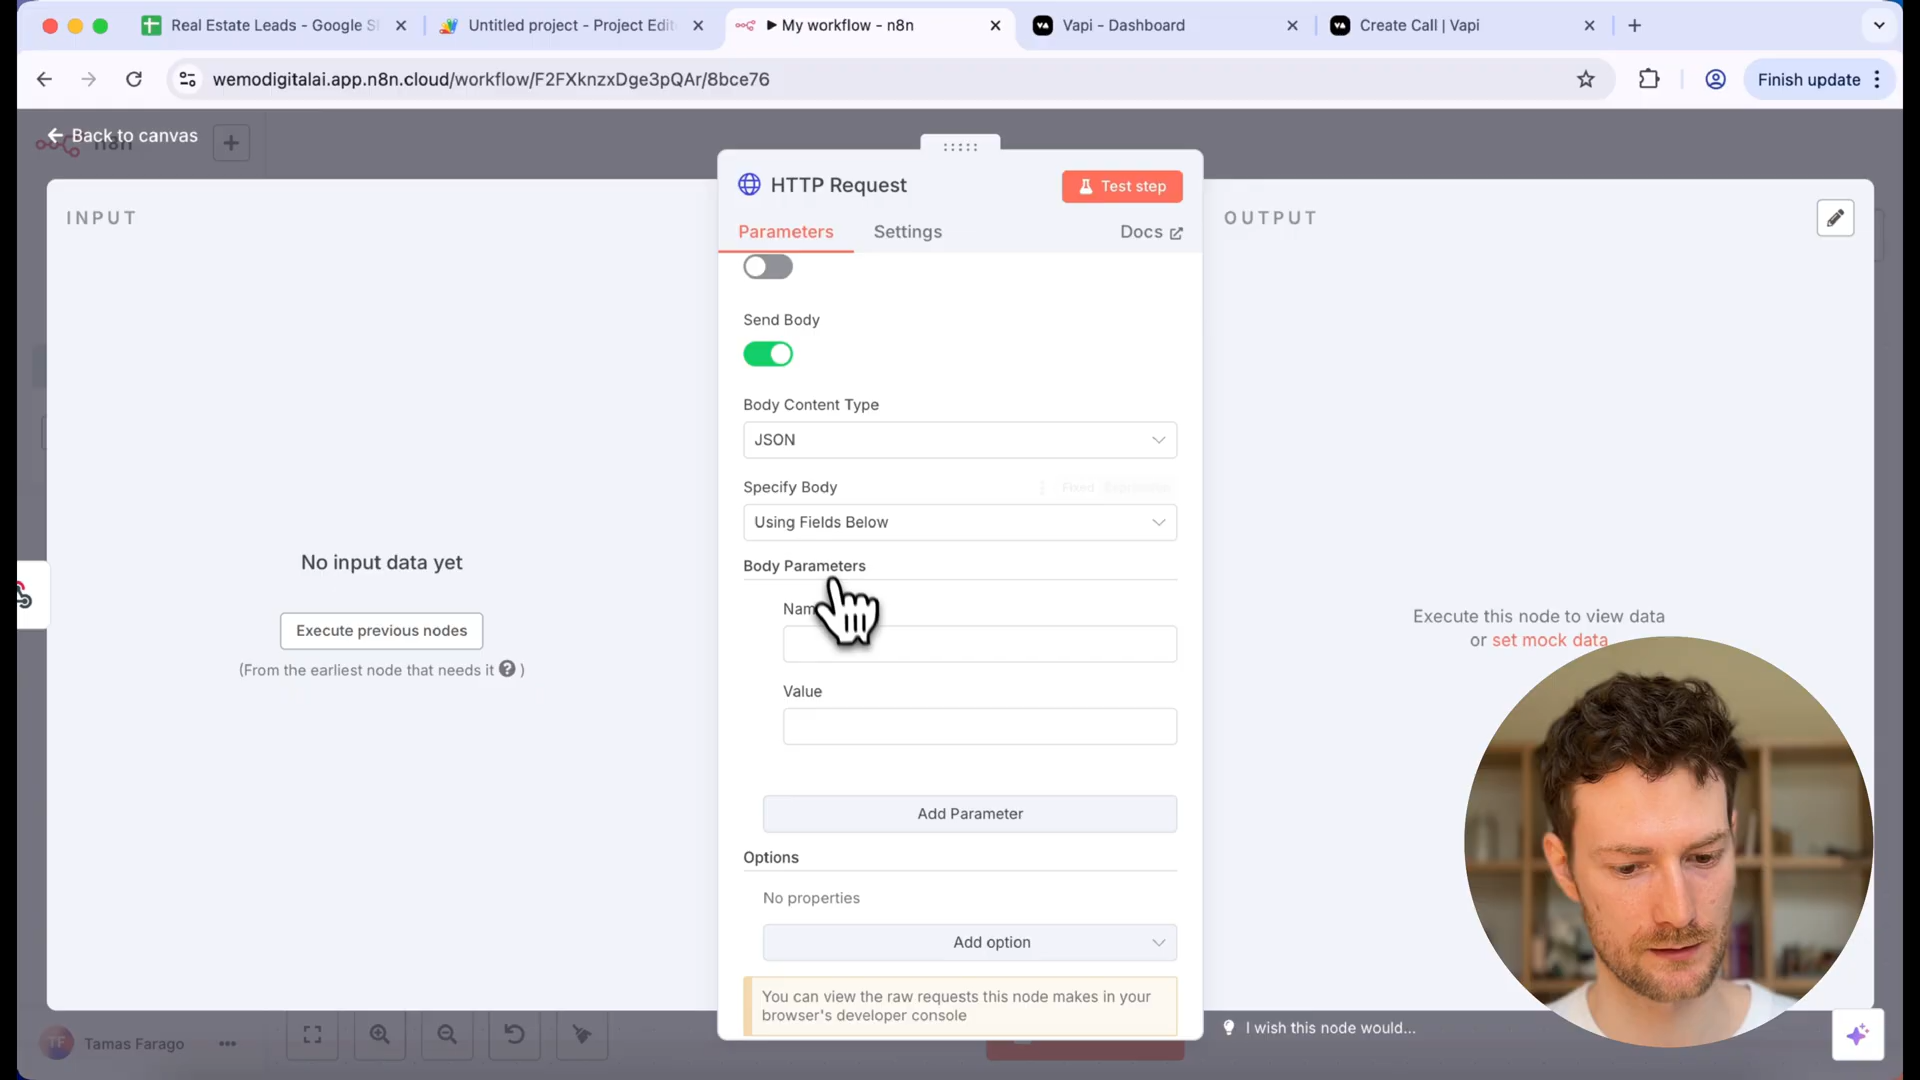 Real Estate Leads - Google S
Untitled project - Project Edit
▶ My workflow - n8n
Vapi - Dashboard
Create Call | Vapi
wemodigitalai.app.n8n.cloud/workflow/F2FXknzxDge3pQAr/8bce76
Finish update
Back to canvas
n8n
HTTP Request
Test step
INPUT
Parameters
Settings
Docs
OUTPUT
Send Body
Body Content Type
JSON
Specify Body
Fixed
Expression
Using Fields Below
Body Parameters
No input data yet
Execute previous nodes
(From the earliest node that needs it ? )
Nam
Value
Execute this node to view data
or set mock data
Add Parameter
Options
No properties
Add option
You can view the raw requests this node makes in your
browser's developer console
I wish this node would...
TF
Tamas Farago